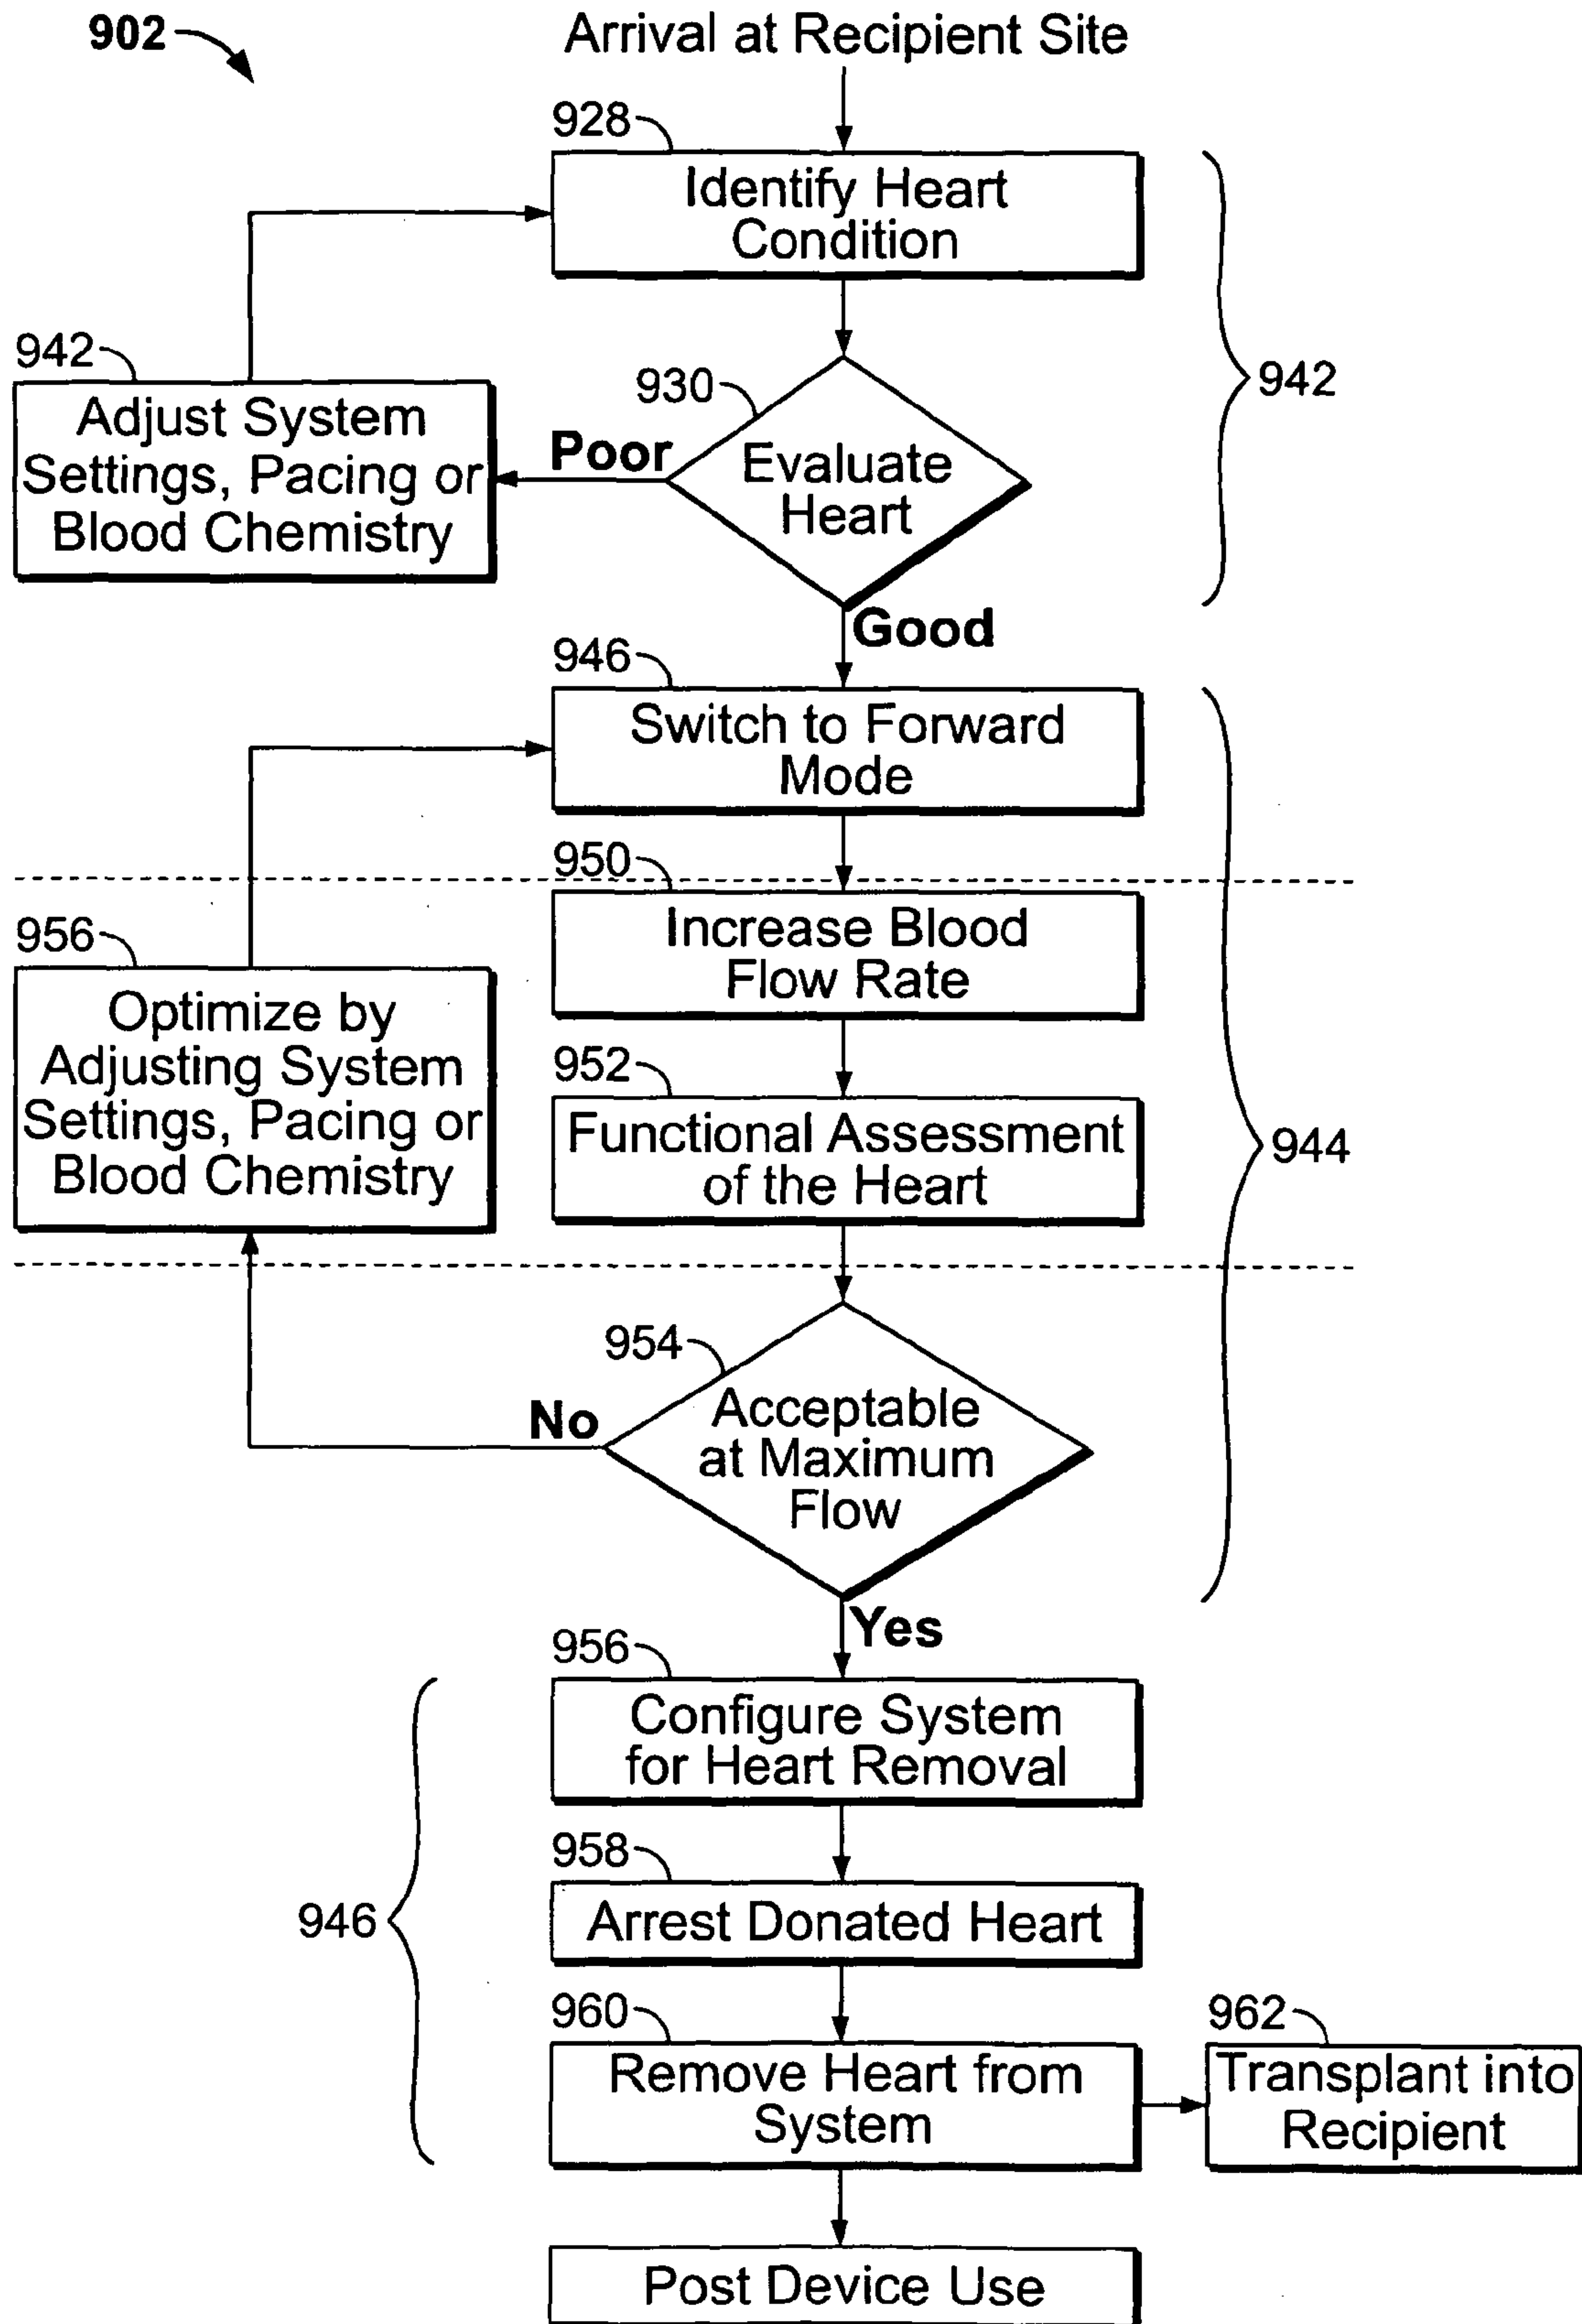 902
Arrival at Recipient Site
928
Identify Heart
Condition
942
Adjust System
Settings, Pacing or
Blood Chemistry
930
Poor
Evaluate
Heart
942
Good
946
Switch to Forward
Mode
950
Increase Blood
Flow Rate
956
Optimize by
Adjusting System
Settings, Pacing or
Blood Chemistry
952
Functional Assessment
of the Heart
944
954
No
Acceptable
at Maximum
Flow
Yes
956
Configure System
for Heart Removal
958
Arrest Donated Heart
946
960
Remove Heart from
System
962
Transplant into
Recipient
Post Device Use